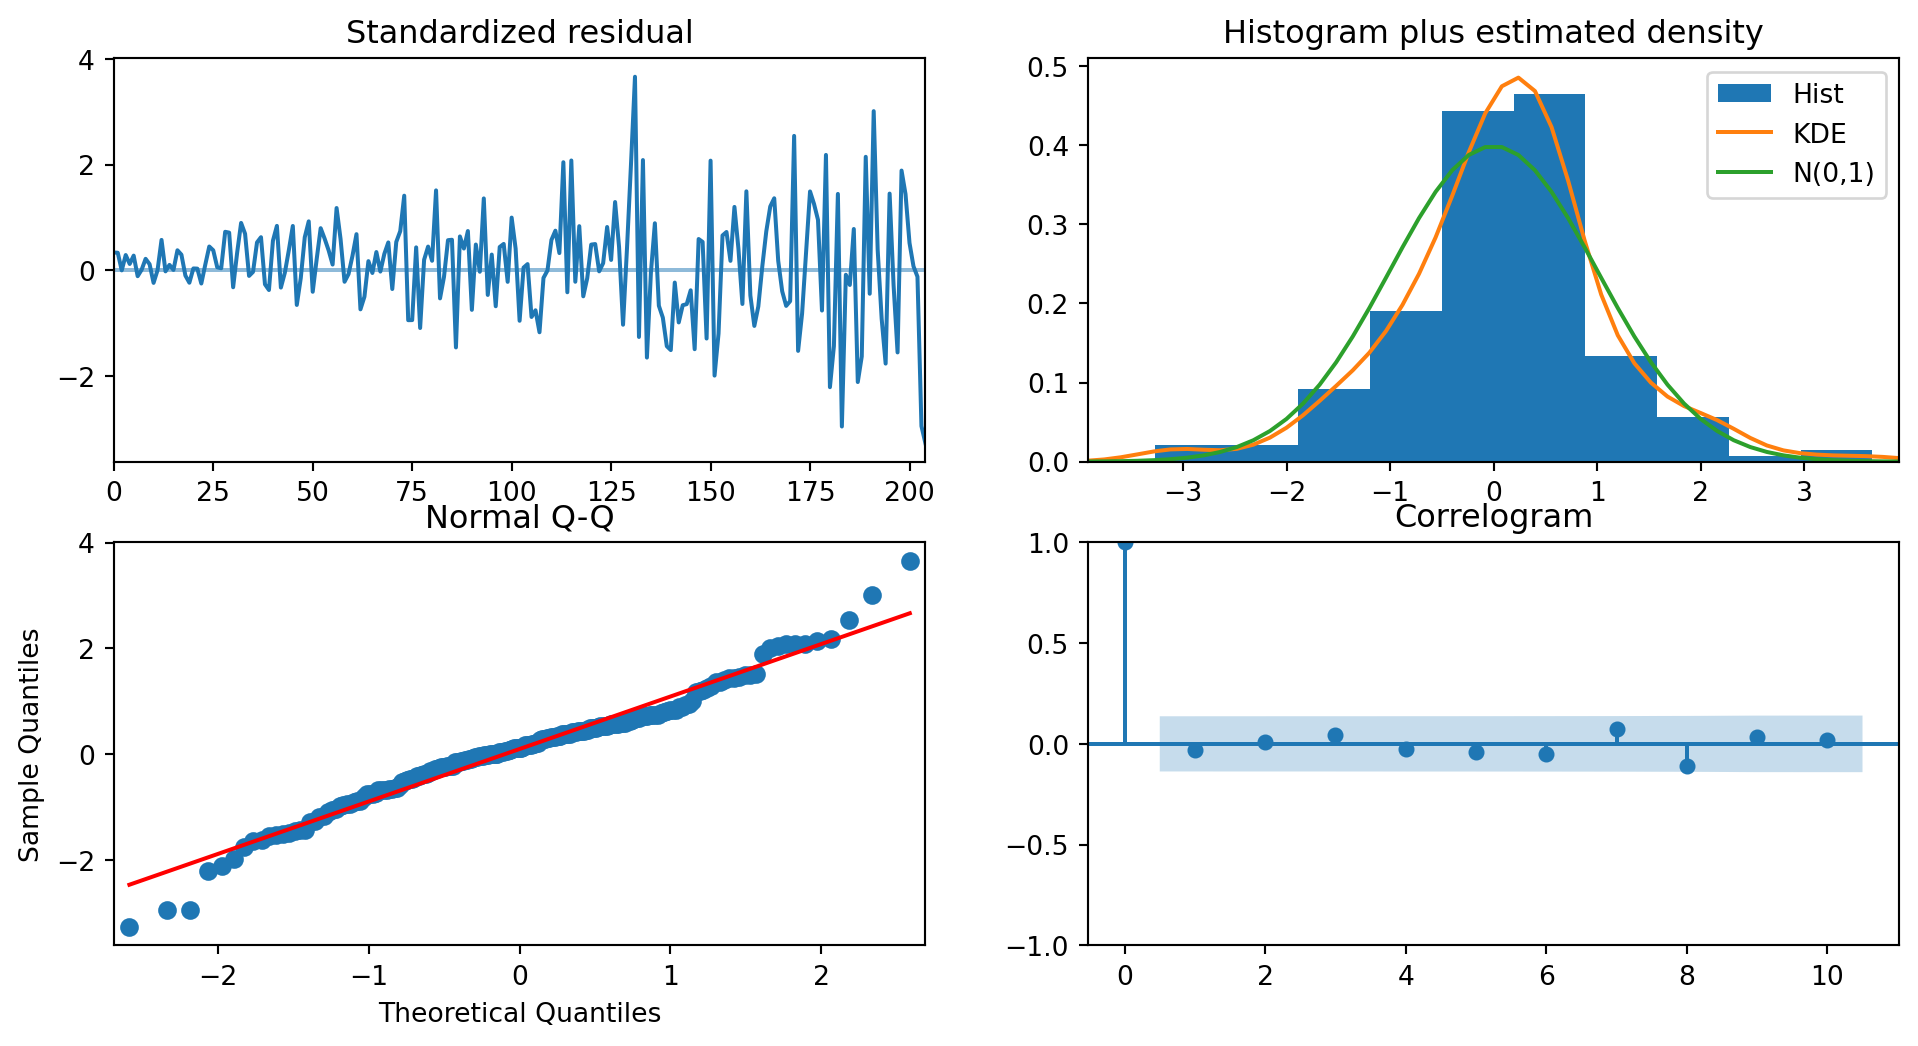 Standardized residual
4
2
0
−2
0 25 50 75 100 125 150 175 200
Histogram plus estimated density
0.5
0.4
0.3
0.2
0.1
0.0
Hist
KDE
N(0,1)
−3 −2 −1 0 1 2 3
Normal Q-Q
Sample Quantiles
4
2
0
−2
−2 −1 0 1 2
Theoretical Quantiles
Correlogram
1.0
0.5
0.0
−0.5
−1.0
0 2 4 6 8 10